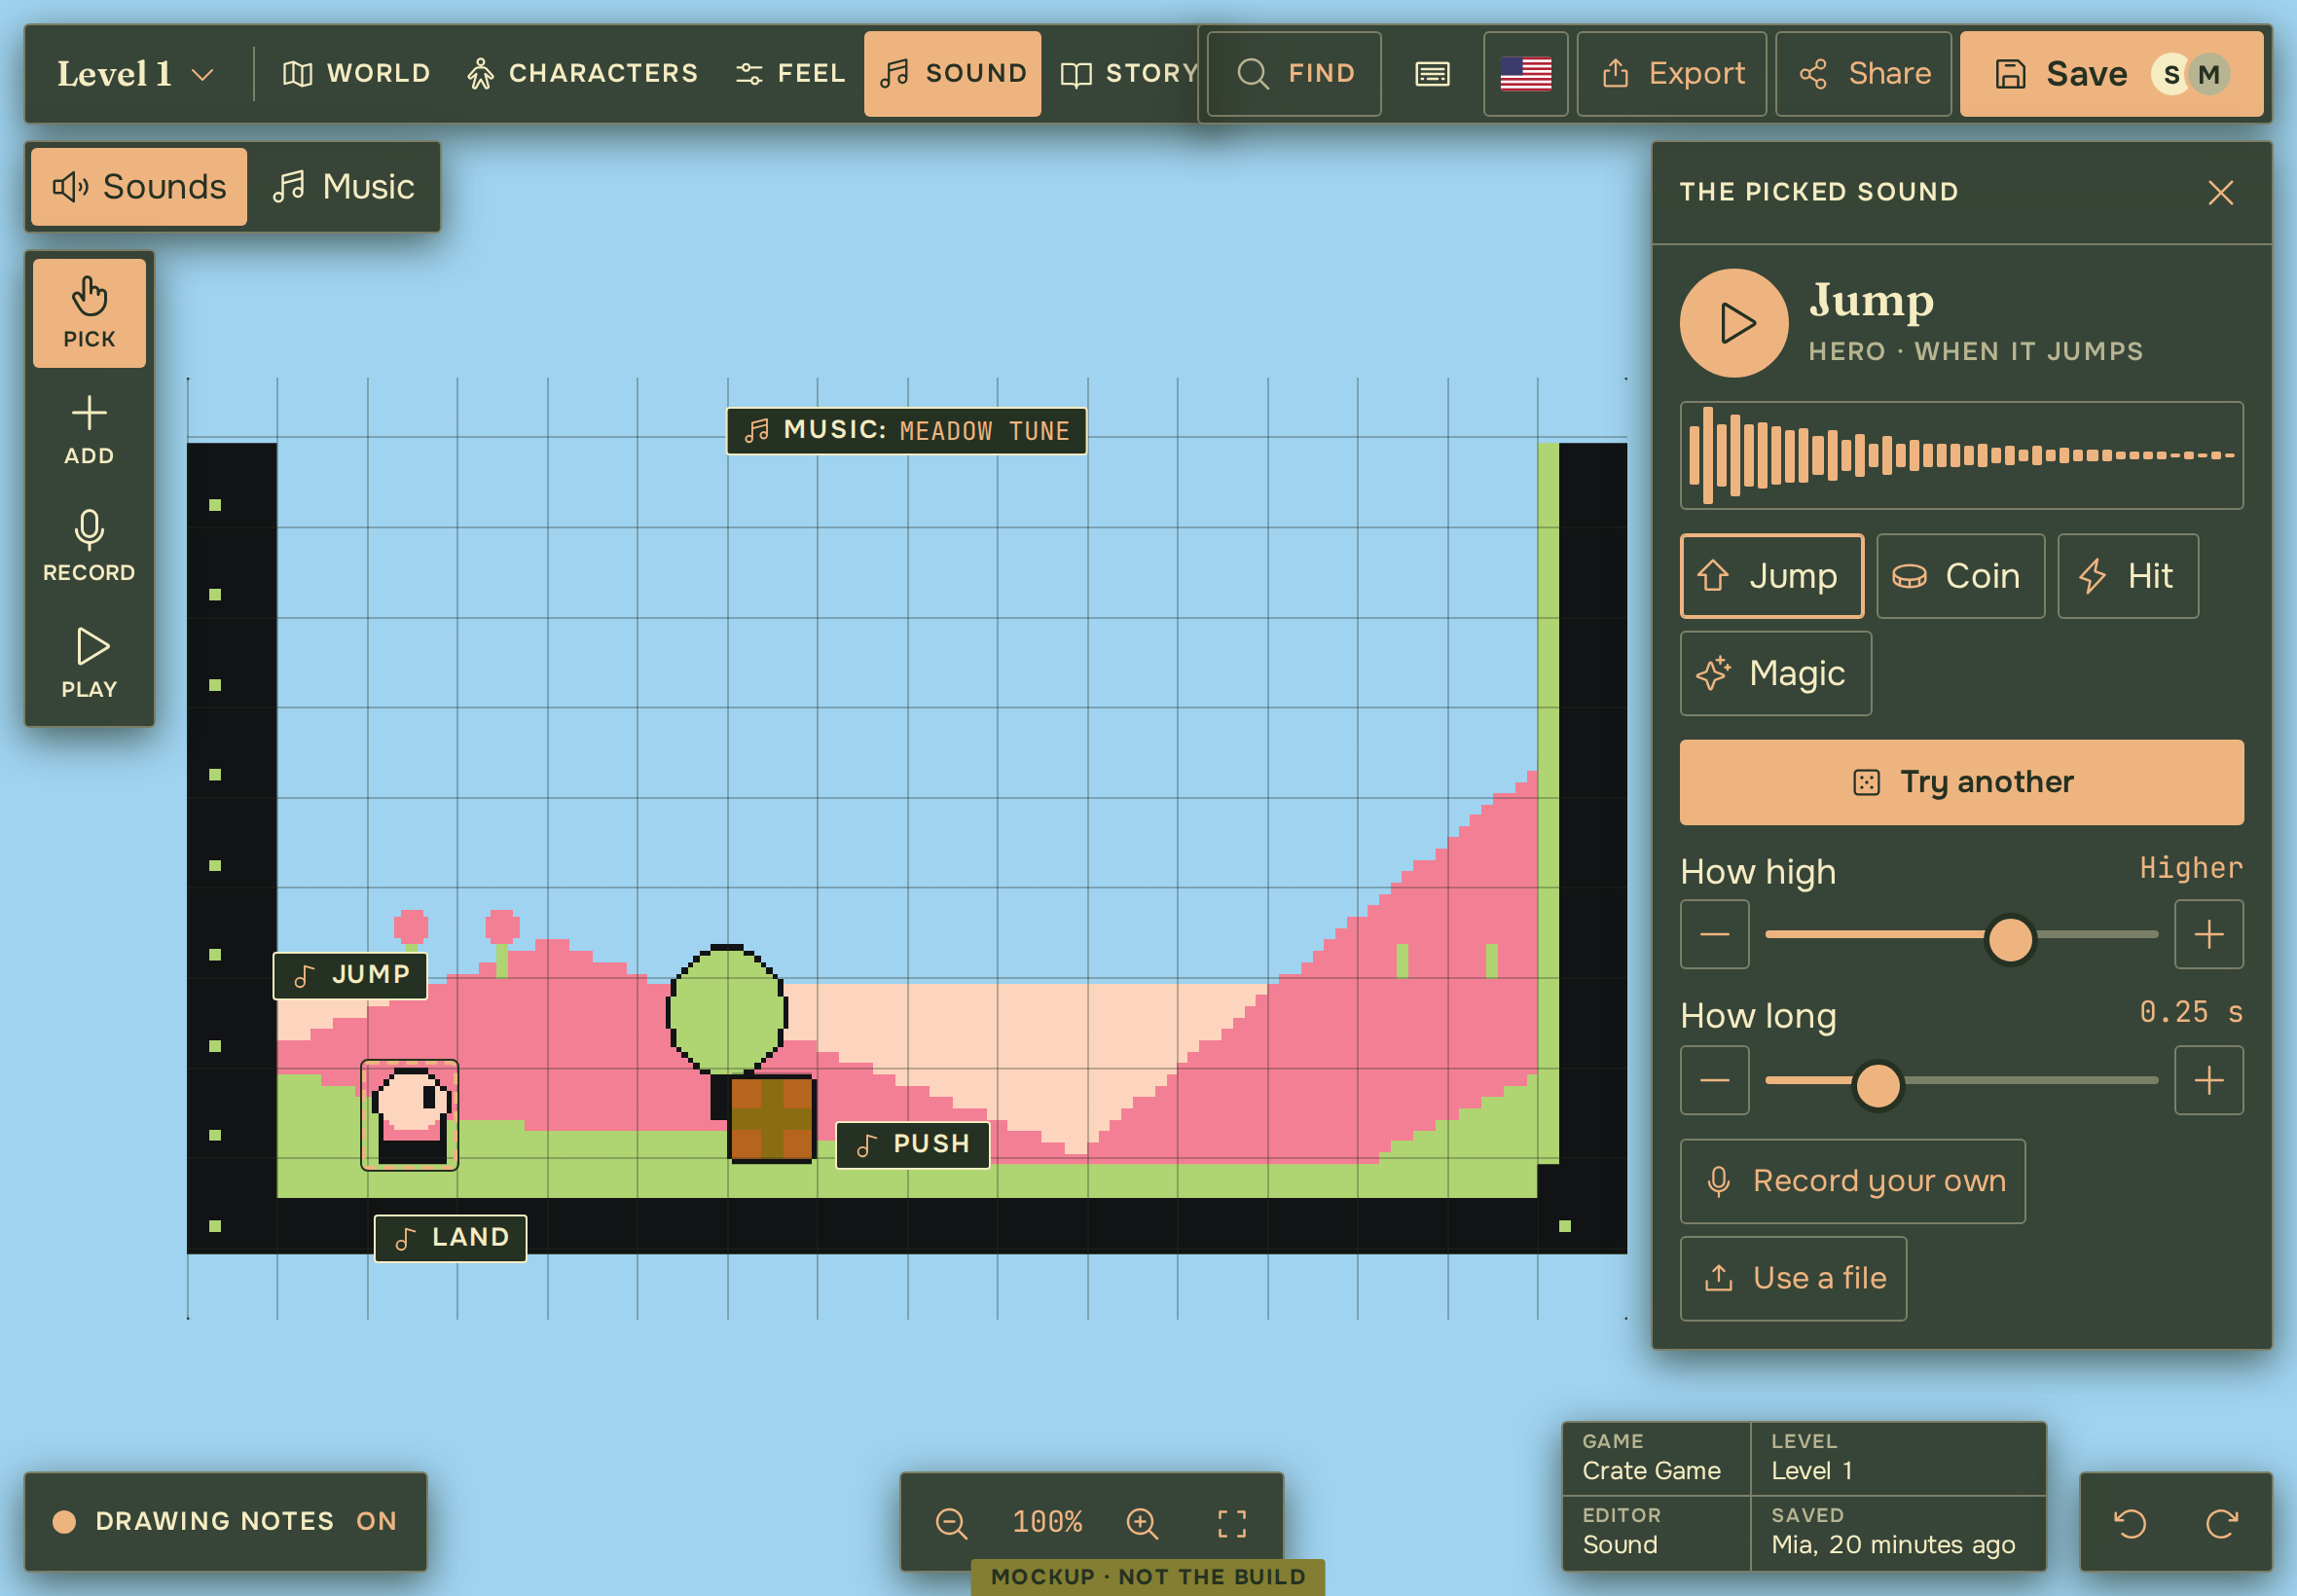 Level 1
WORLD
CHARACTERS
FEEL
SOUND
STORY
FIND
Export
Share
Save
S
M
Sounds
Music
PICK
ADD
RECORD
PLAY
MUSIC: MEADOW TUNE
JUMP
PUSH
LAND
THE PICKED SOUND
Jump
HERO · WHEN IT JUMPS
Jump
Coin
Hit
Magic
Try another
How high
Higher
How long
0.25 s
Record your own
Use a file
DRAWING NOTES ON
100%
GAME
Crate Game
LEVEL
Level 1
EDITOR
Sound
SAVED
Mia, 20 minutes ago
MOCKUP · NOT THE BUILD